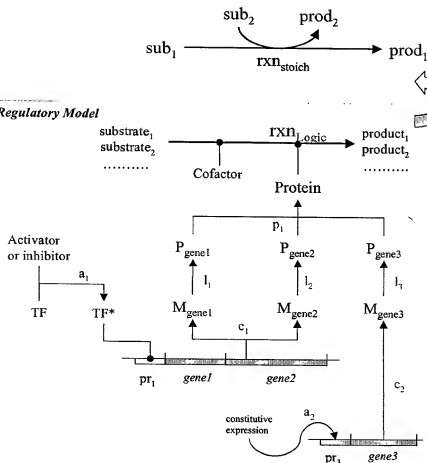 sub2 prod2
sub1 prod1
rxnstoich
Regulatory Model
substrate1 rxnLogic product1
substrate2 product2
.......... ..........
Cofactor
Protein
p1
Activator
or inhibitor
Pgene1 Pgene2 Pgene3
a1 l1 l2 l3
TF TF* Mgene1 Mgene2 Mgene3
c1
pr1 gene1 gene2
c2
constitutive
expression
a2
gene3